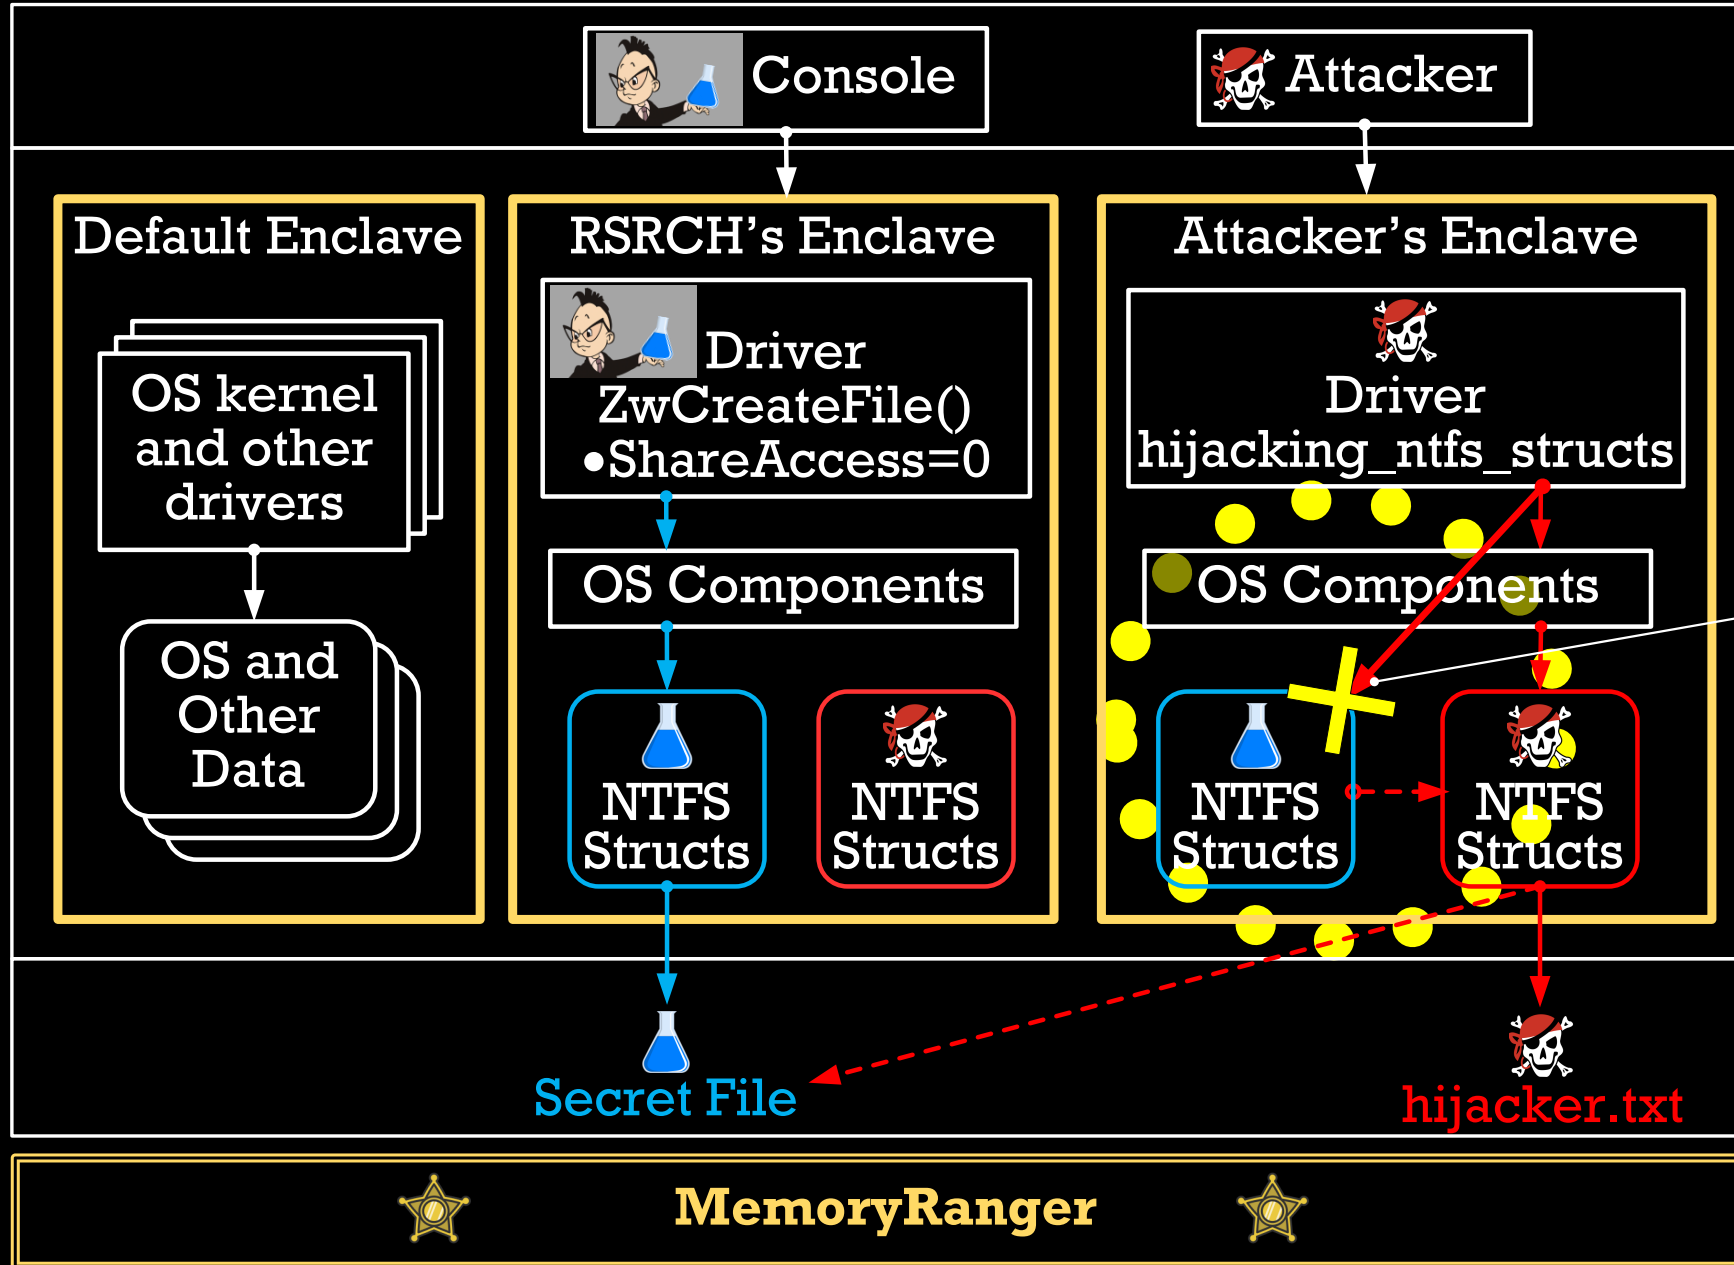 Console
Attacker
Default Enclave
OS kernel
and other
drivers
OS and
Other
Data
RSRCH's Enclave
Driver
ZwCreateFile()
•ShareAccess=0
OS Components
NTFS
Structs
NTFS
Structs
Attacker's Enclave
Driver
hijacking_ntfs_structs
OS Components
NTFS
Structs
NTFS
Structs
Secret File
hijacker.txt
MemoryRanger